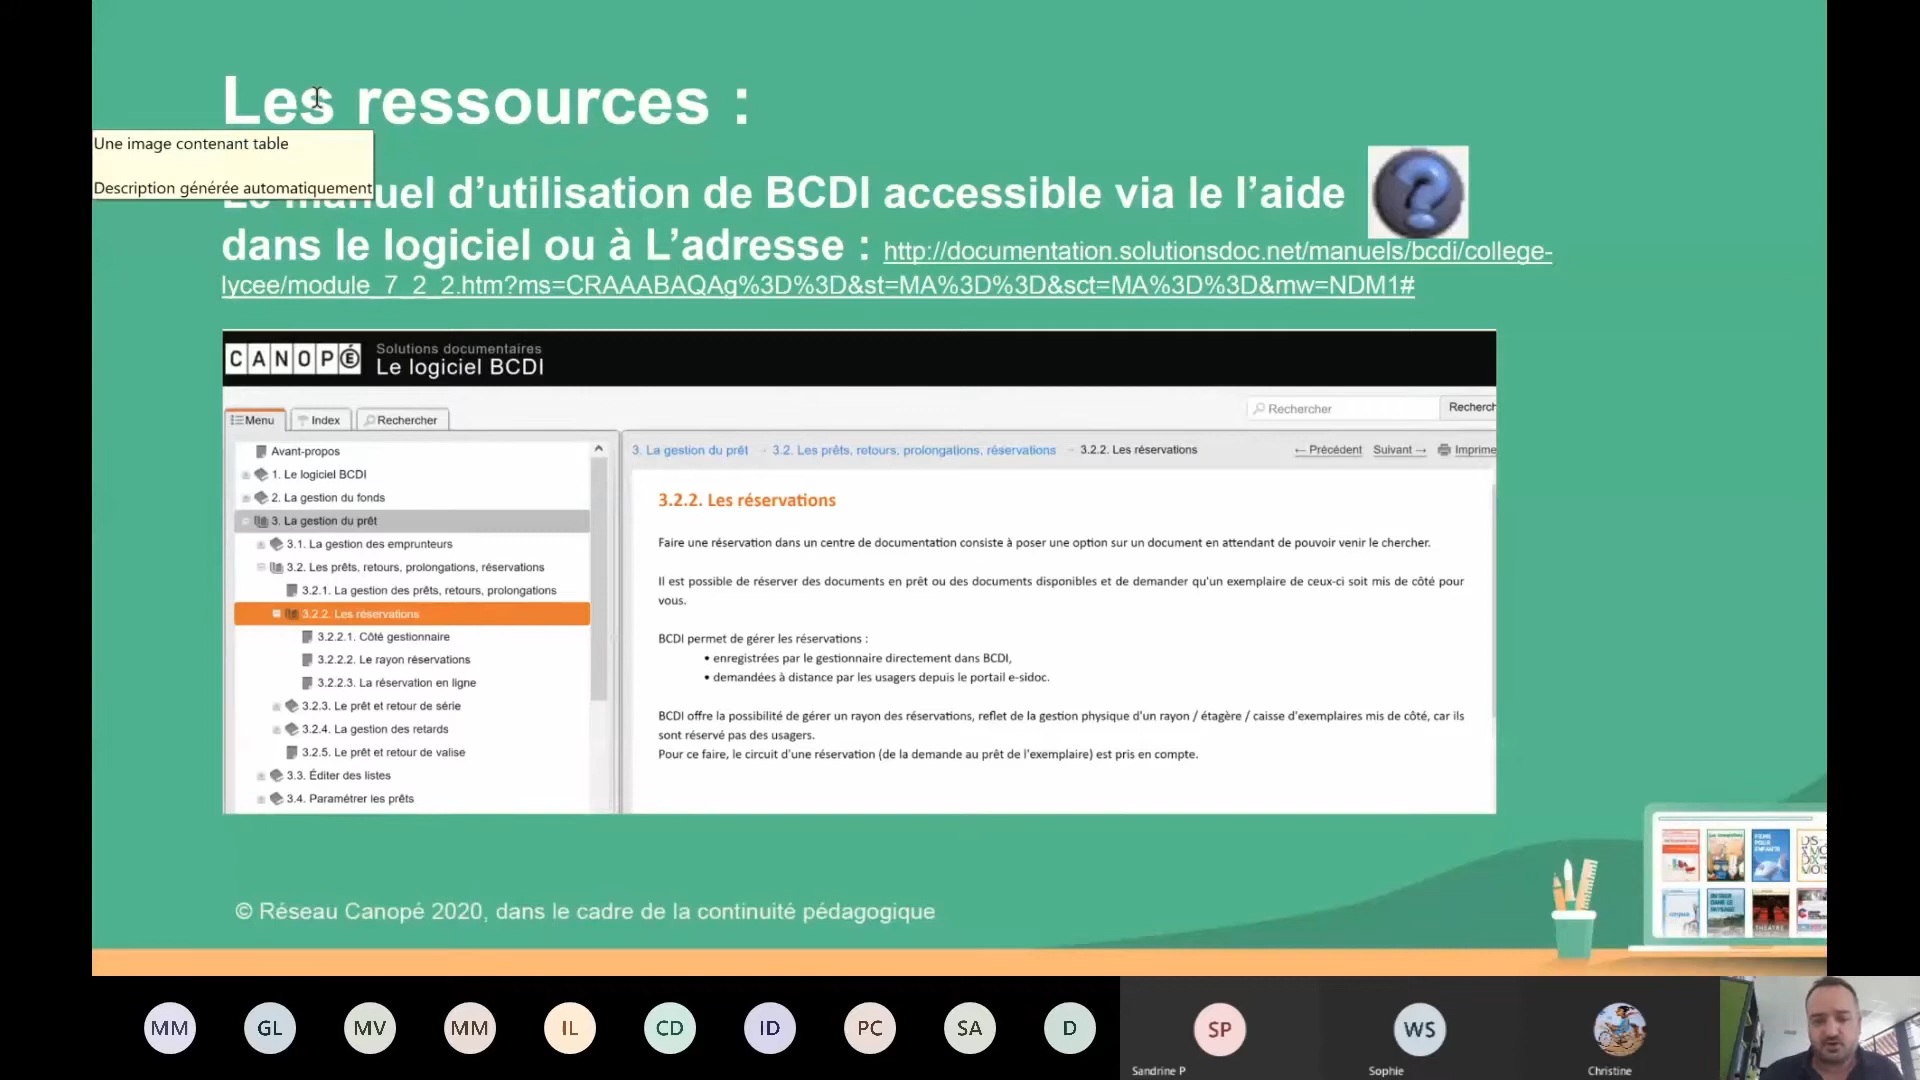 Les ressources :
Une image contenant table
Description générée automatiquement
Le manuel d’utilisation de BCDI accessible via le l’aide
dans le logiciel ou à L’adresse : http://documentation.solutionsdoc.net/manuels/bcdi/college-
lycee/module_7_2_2.htm?ms=CRAAABAQAg%3D%3D&st=MA%3D%3D&sct=MA%3D%3D&mw=NDM1#
CANOPÉ
Solutions documentaires
Le logiciel BCDI
Menu Index Rechercher
Rechercher Recherch
Avant-propos
1. Le logiciel BCDI
2. La gestion du fonds
3. La gestion du prêt
3.1. La gestion des emprunteurs
3.2. Les prêts, retours, prolongations, réservations
3.2.1. La gestion des prêts, retours, prolongations
3.2.2. Les réservations
3.2.2.1. Côté gestionnaire
3.2.2.2. Le rayon réservations
3.2.2.3. La réservation en ligne
3.2.3. Le prêt et retour de série
3.2.4. La gestion des retards
3.2.5. Le prêt et retour de valise
3.3. Éditer des listes
3.4. Paramétrer les prêts
3. La gestion du prêt → 3.2. Les prêts, retours, prolongations, réservations → 3.2.2. Les réservations
← Précédent Suivant → Imprime
3.2.2. Les réservations
Faire une réservation dans un centre de documentation consiste à poser une option sur un document en attendant de pouvoir venir le chercher.
Il est possible de réserver des documents en prêt ou des documents disponibles et de demander qu'un exemplaire de ceux-ci soit mis de côté pour
vous.
BCDI permet de gérer les réservations :
• enregistrées par le gestionnaire directement dans BCDI,
• demandées à distance par les usagers depuis le portail e-sidoc.
BCDI offre la possibilité de gérer un rayon des réservations, reflet de la gestion physique d'un rayon / étagère / caisse d'exemplaires mis de côté, car ils
sont réservé pas des usagers.
Pour ce faire, le circuit d'une réservation (de la demande au prêt de l'exemplaire) est pris en compte.
© Réseau Canopé 2020, dans le cadre de la continuité pédagogique
MM GL MV MM IL CD ID PC SA D SP WS
Sandrine P
Sophie
Christine